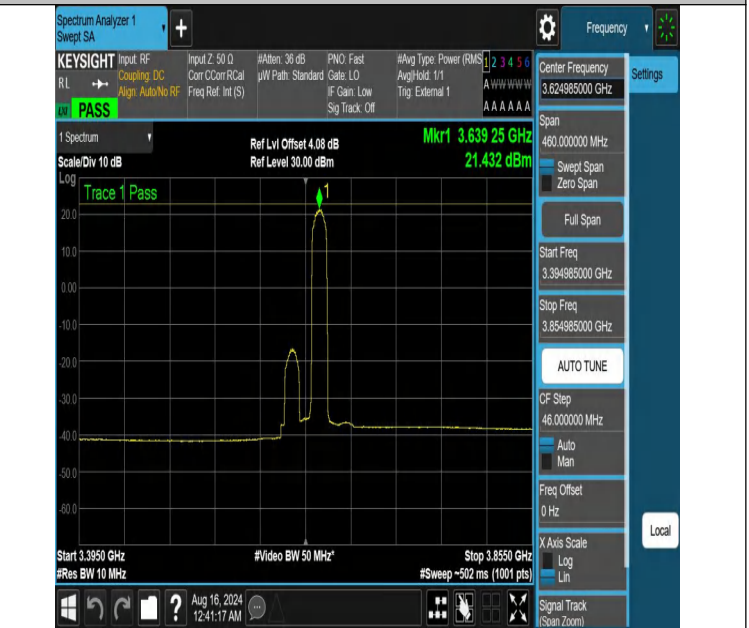 Spectrum Analyzer 1
Swept SA
+
Frequency
KEYSIGHT
RL
LXI
PASS
Input: RF
Coupling: DC
Align: Auto/No RF
Input Z: 50 Ω
Corr CCorr RCal
Freq Ref: Int (S)
#Atten: 36 dB
µW Path: Standard
PNO: Fast
Gate: LO
IF Gain: Low
Sig Track: Off
#Avg Type: Power (RMS
Avg|Hold: 1/1
Trig: External 1
1 2 3 4 5 6
A W W W W W
A A A A A A
1 Spectrum
Scale/Div 10 dB
Log
Ref Lvl Offset 4.08 dB
Ref Level 30.00 dBm
Mkr1 3.639 25 GHz
21.432 dBm
Trace 1 Pass
1
20.0
10.0
0.00
-10.0
-20.0
-30.0
-40.0
-50.0
-60.0
Start 3.3950 GHz
#Res BW 10 MHz
#Video BW 50 MHz*
Stop 3.8550 GHz
#Sweep ~502 ms (1001 pts)
Center Frequency
3.624985000 GHz
Settings
Span
460.000000 MHz
Swept Span
Zero Span
Full Span
Start Freq
3.394985000 GHz
Stop Freq
3.854985000 GHz
AUTO TUNE
CF Step
46.000000 MHz
Auto
Man
Freq Offset
0 Hz
X Axis Scale
Log
Lin
Signal Track
(Span Zoom)
Local
?
Aug 16, 2024
12:41:17 AM